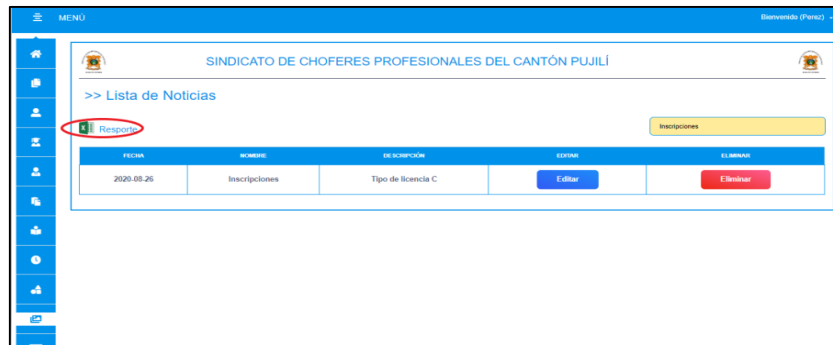 MENÚ
Bienvenido (Perez)
SINDICATO DE CHOFERES PROFESIONALES DEL CANTÓN PUJILÍ
>> Lista de Noticias
Resporte
Inscripciones
FECHA NOMBRE DESCRIPCIÓN EDITAR ELIMINAR
2020-08-26 Inscripciones Tipo de licencia C Editar Eliminar